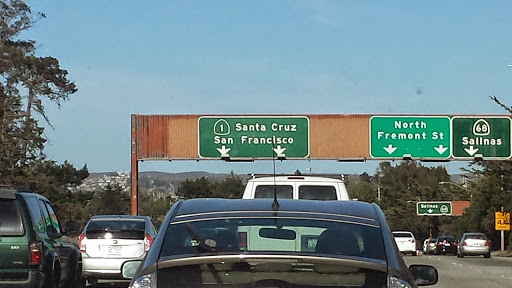 1 Santa Cruz
San Francisco
North
Fremont St
68
Salinas
Salinas